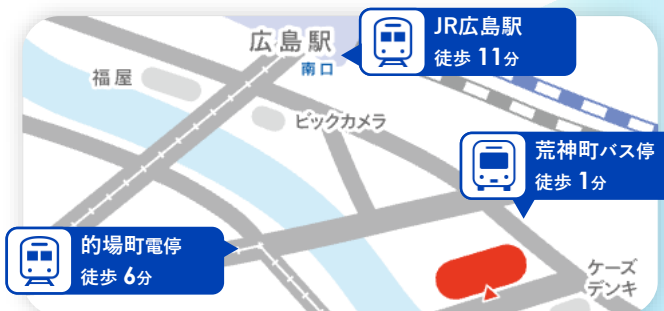 JR広島駅
徒歩 11分
広島駅
南口
福屋
ビックカメラ
荒神町バス停
徒歩 1分
的場町電停
徒歩 6分
ケーズ
デンキ